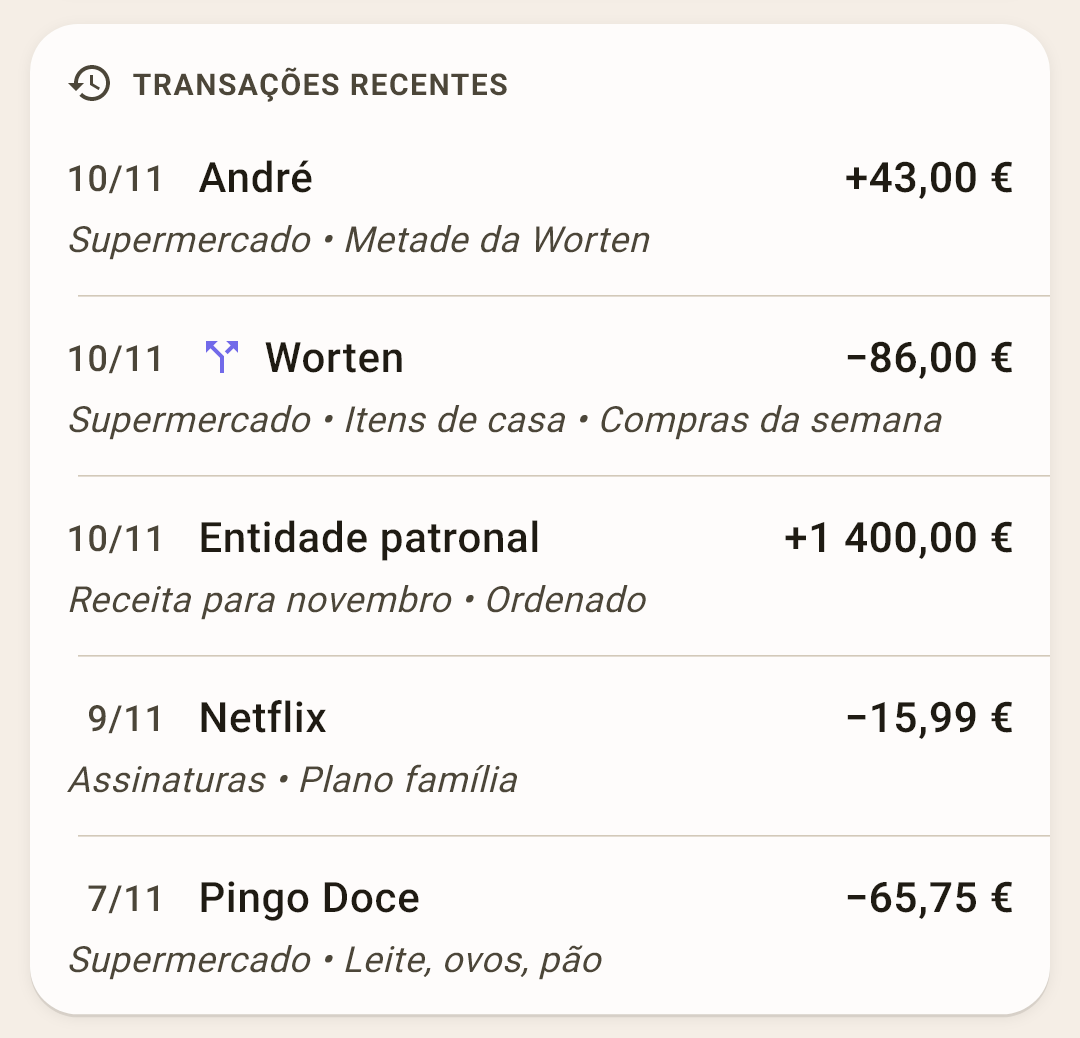 TRANSAÇÕES RECENTES
10/11 André +43,00 €
Supermercado • Metade da Worten
10/11 Worten −86,00 €
Supermercado • Itens de casa • Compras da semana
10/11 Entidade patronal +1 400,00 €
Receita para novembro • Ordenado
9/11 Netflix −15,99 €
Assinaturas • Plano família
7/11 Pingo Doce −65,75 €
Supermercado • Leite, ovos, pão